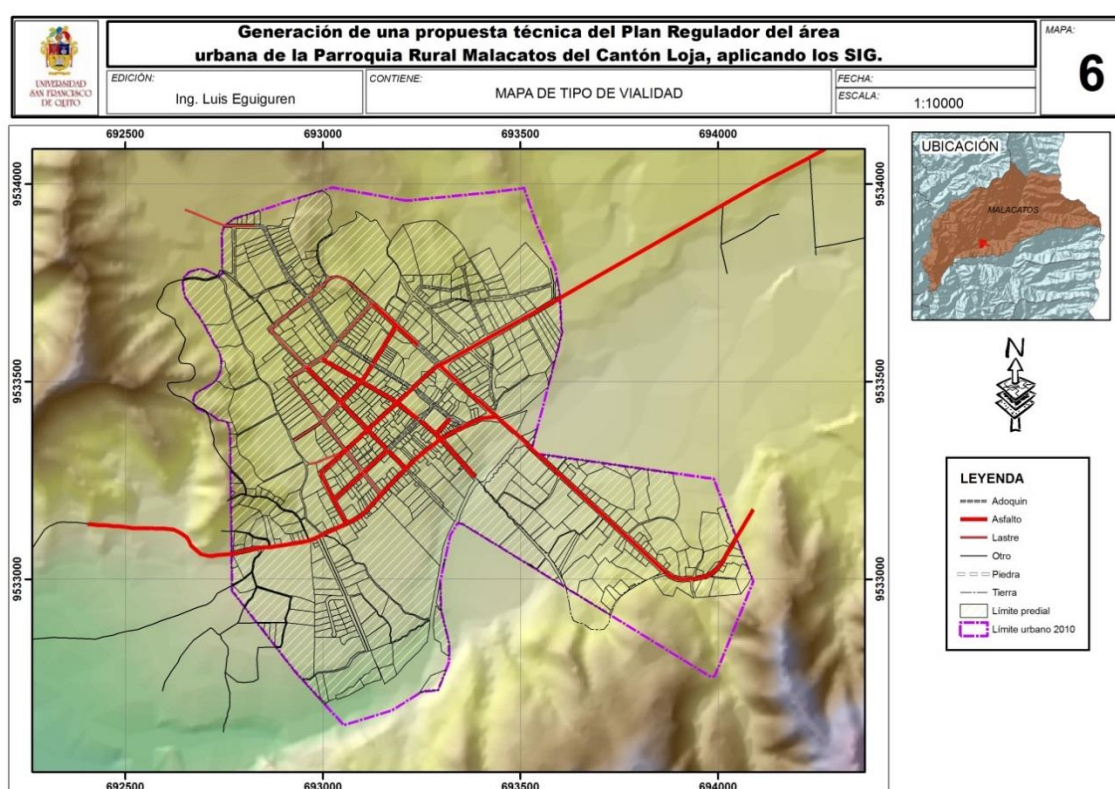 UNIVERSIDAD
SAN FRANCISCO
DE QUITO
Generación de una propuesta técnica del Plan Regulador del área
urbana de la Parroquia Rural Malacatos del Cantón Loja, aplicando los SIG.
MAPA:
6
EDICIÓN:
Ing. Luis Eguiguren
CONTIENE:
MAPA DE TIPO DE VIALIDAD
FECHA:
ESCALA:
1:10000
692500
693000
693500
694000
9534000
9534000
9533500
9533500
9533000
9533000
692500
693000
693500
694000
UBICACIÓN
MALACATOS
N
LEYENDA
Adoquin
Asfalto
Lastre
Otro
Piedra
Tierra
Límite predial
Límite urbano 2010